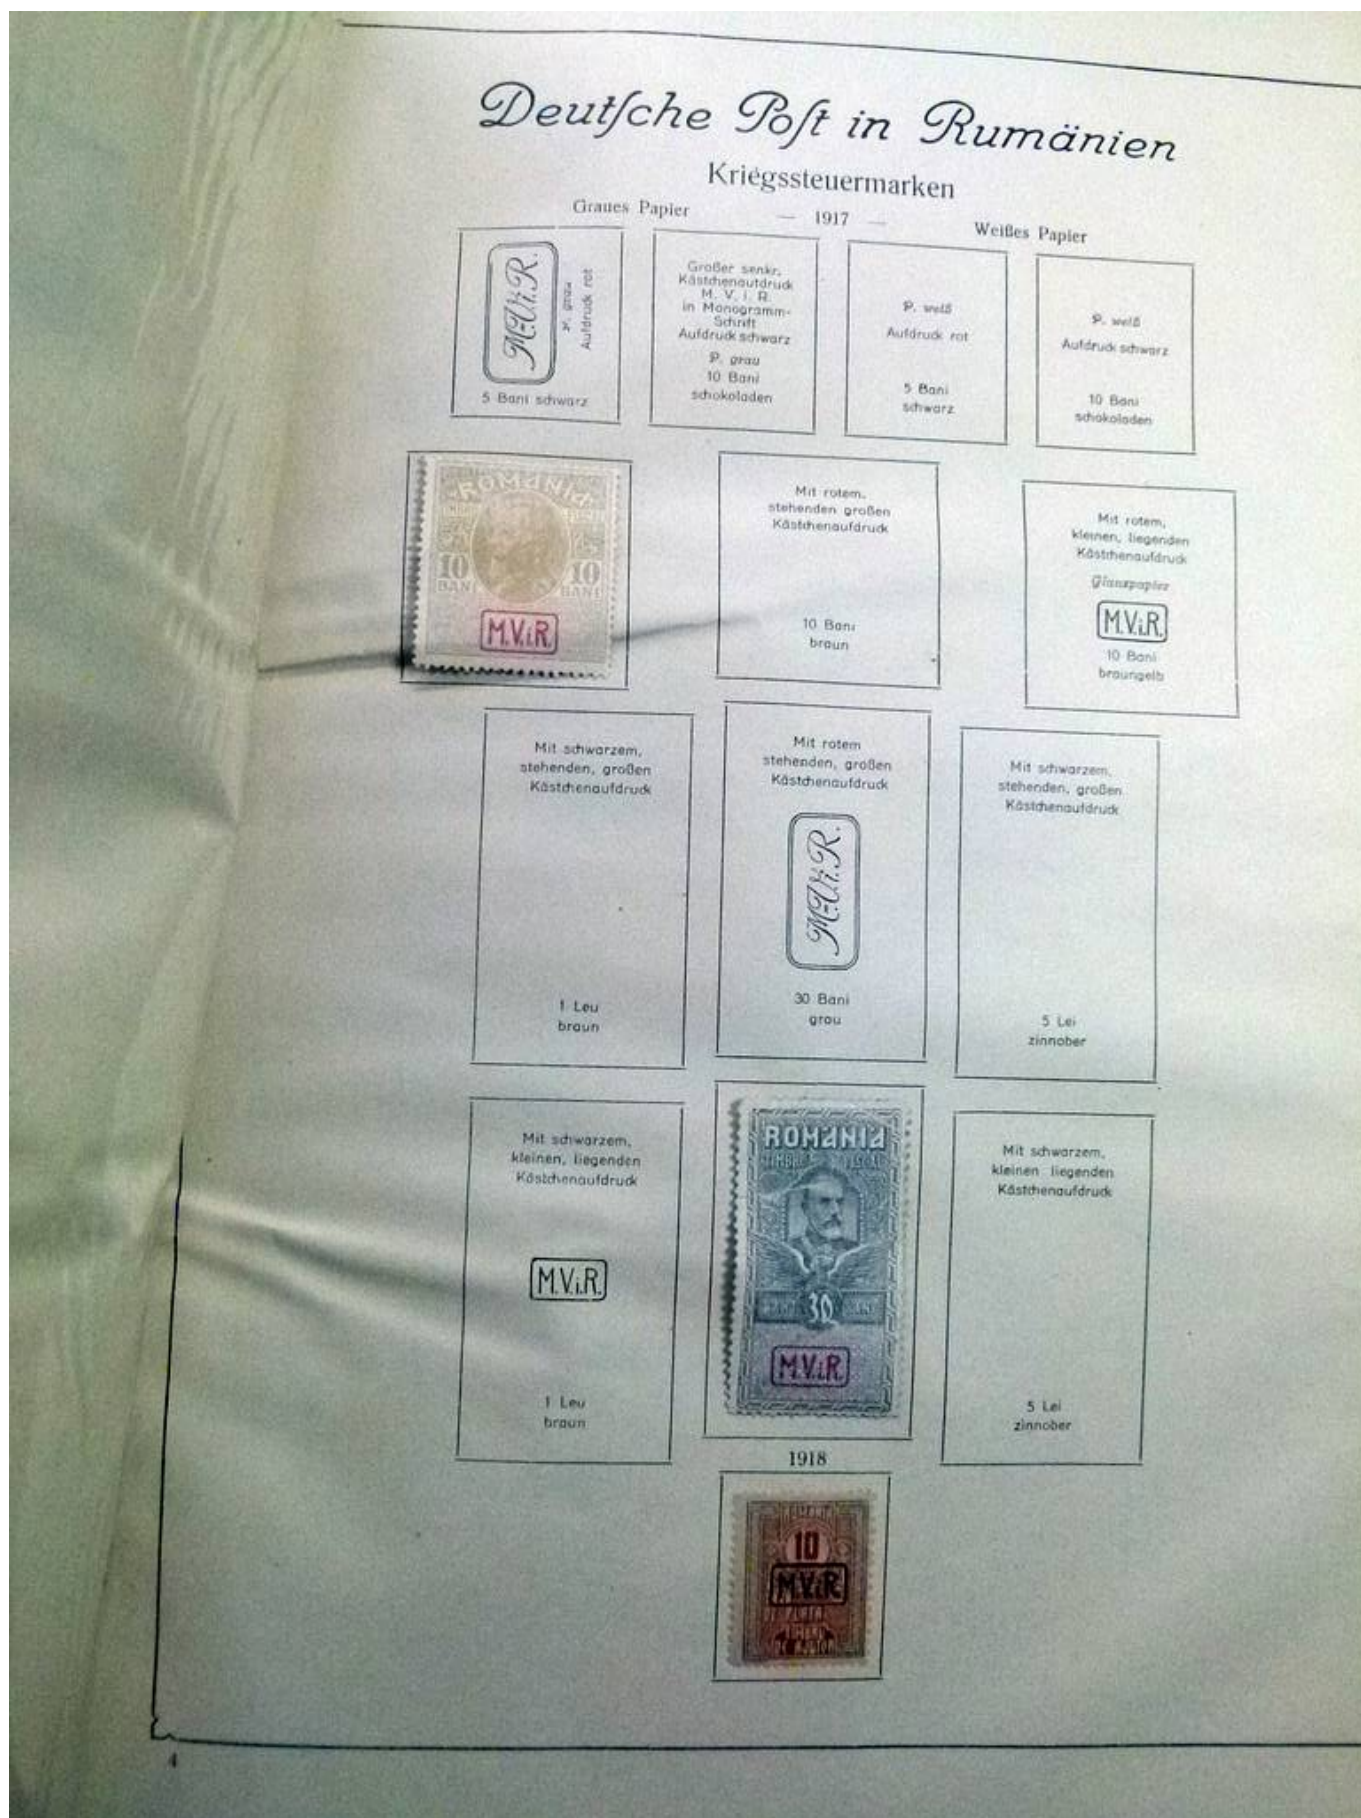 Deutſche Poſt in Rumänien
Kriegssteuermarken
Graues Papier
— 1917 —
Weißes Papier
M.V.i.R.
P. grau
Aufdruck rot
5 Bani schwarz
Großer senkr.
Kästchenaufdruck
M. V. i. R.
in Monogramm-
Schrift
Aufdruck schwarz
P. grau
10 Bani
schokoladen
P. weiß
Aufdruck rot
5 Bani
schwarz
P. weiß
Aufdruck schwarz
10 Bani
schokoladen
ROMANIA
10 10
BANI BANI
M.V.i.R.
Mit rotem,
stehenden großen
Kästchenaufdruck
10 Bani
braun
Mit rotem,
kleinen, liegenden
Kästchenaufdruck
Glanzpapier
M.V.i.R.
10 Bani
braungelb
Mit schwarzem,
stehenden, großen
Kästchenaufdruck
1 Leu
braun
Mit rotem
stehenden, großen
Kästchenaufdruck
M.V.i.R.
30 Bani
grau
Mit schwarzem,
stehenden, großen
Kästchenaufdruck
5 Lei
zinnober
Mit schwarzem,
kleinen, liegenden
Kästchenaufdruck
M.V.i.R.
1 Leu
braun
ROMANIA
30
M.V.i.R.
Mit schwarzem,
kleinen liegenden
Kästchenaufdruck
5 Lei
zinnober
1918
10
M.V.i.R.
4